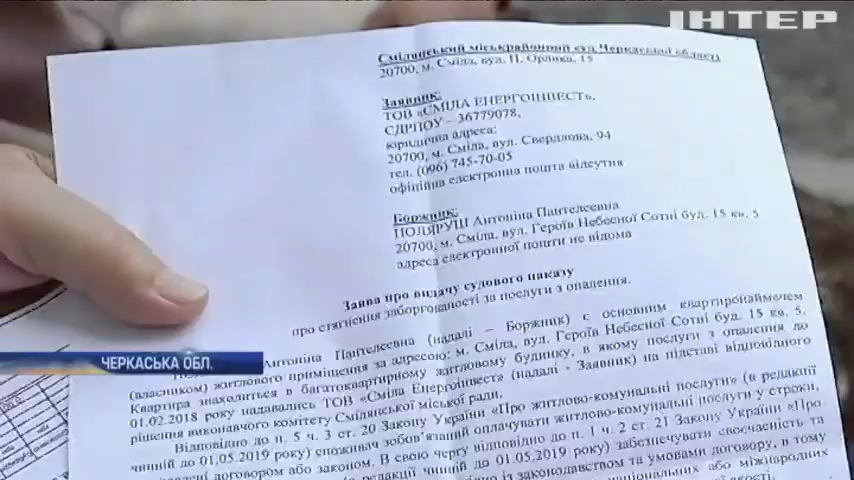 ІНТЕР
Смілянський міськрайонний суд Черкаської області
20700, м. Сміла, вул. П. Орлика, 15
Заявник:
ТОВ «СМІЛА ЕНЕРГОІНВЕСТ»,
ЄДРПОУ – 36779078,
юридична адреса:
20700, м. Сміла, вул. Свердлова, 94
тел. (096) 745-70-05
офіційна електронна пошта відсутня
Боржник:
ПОЛЯРУШ Антоніна Пантелеєвна
20700, м. Сміла, вул. Героїв Небесної Сотні буд. 15 кв. 5
адреса електронної пошти не відома
Заява про видачу судового наказу
про стягнення заборгованості за послуги з опалення.
Антоніна Пантелеєвна (надалі – Боржник) є основним квартиронаймачем
(власником) житлового приміщення за адресою: м. Сміла, вул. Героїв Небесної Сотні буд. 15 кв. 5.
Квартира знаходиться в багатоквартирному житловому будинку, в якому послуги з опалення до
01.02.2018 року надавались ТОВ «Сміла Енергоінвест» (надалі - Заявник) на підставі відповідного
рішення виконавчого комітету Смілянської міської ради.
Відповідно до п. 5 ч. 3 ст. 20 Закону України «Про житлово-комунальні послуги» (в редакції
чинній до 01.05.2019 року) споживач зобов'язаний оплачувати житлово-комунальні послуги у строки,
договором або законом. В свою чергу відповідно до п. 1 ч. 2 ст. 21 Закону України «Про
редакції чинній до 01.05.2019 року) забезпечувати своєчасність та
із законодавством та умовами договору, в тому
національних або міжнародних
якості.
ЧЕРКАСЬКА ОБЛ.